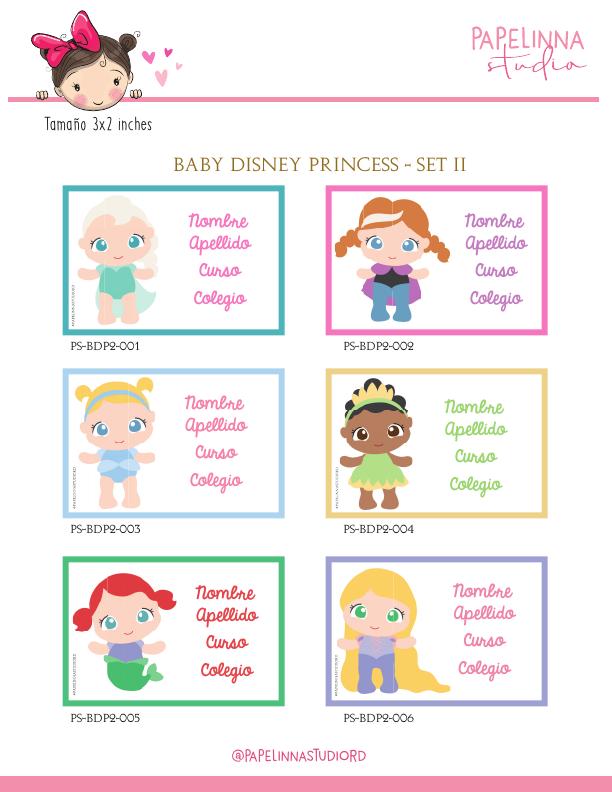 PAPELINNA
studio
Tamaño 3x2 inches
BABY DISNEY PRINCESS - SET II
Nombre
Apellido
Curso
Colegio
PS-BDP2-001
Nombre
Apellido
Curso
Colegio
PS-BDP2-002
Nombre
Apellido
Curso
Colegio
PS-BDP2-003
Nombre
Apellido
Curso
Colegio
PS-BDP2-004
Nombre
Apellido
Curso
Colegio
PS-BDP2-005
Nombre
Apellido
Curso
Colegio
PS-BDP2-006
@PAPELINNASTUDIORD